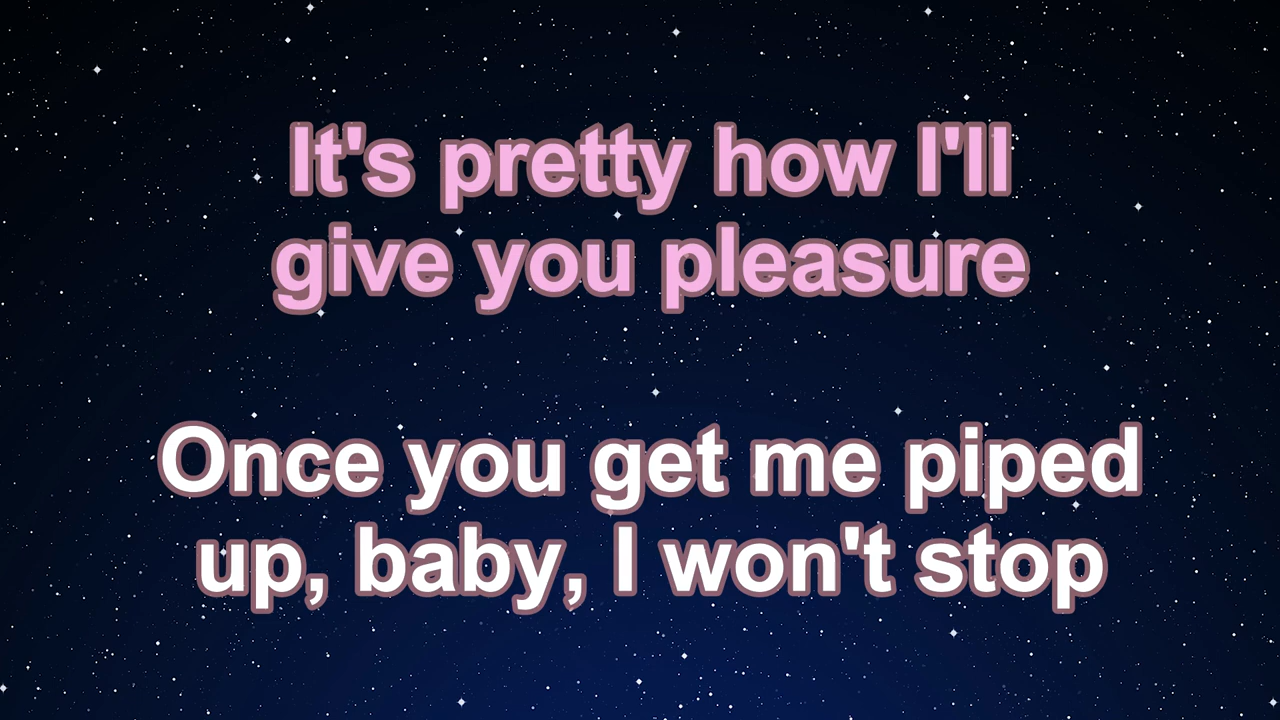 It's pretty how I'll
give you pleasure
Once you get me piped
up, baby, I won't stop